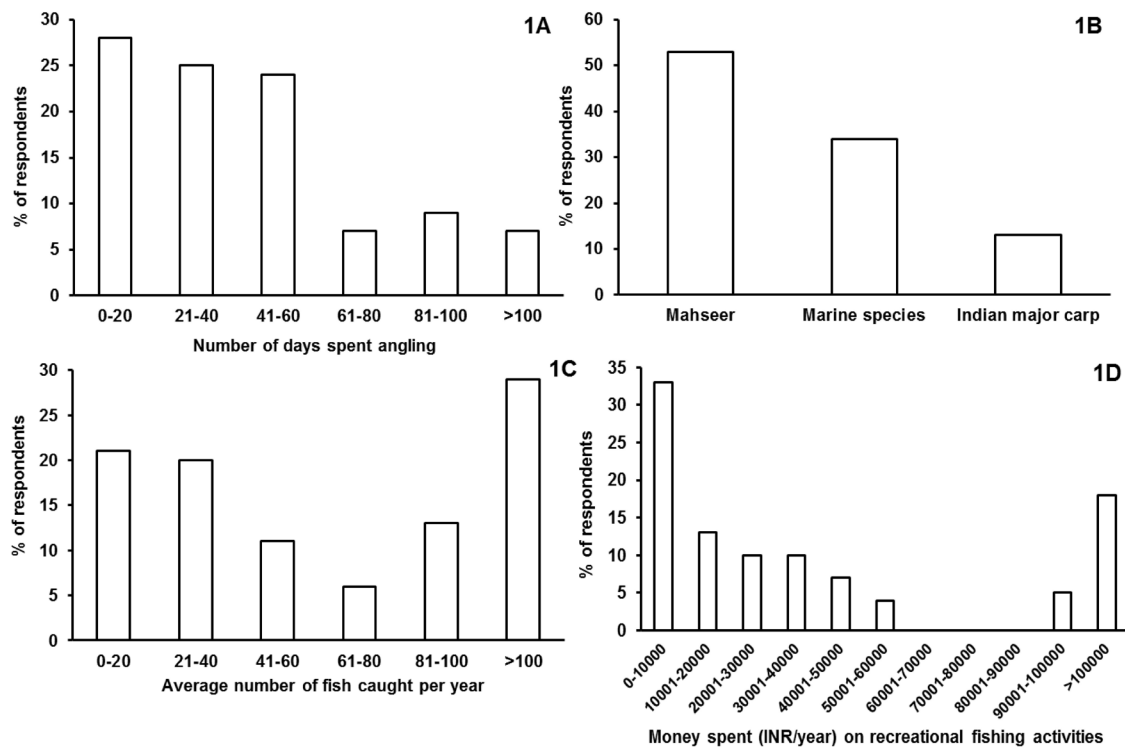 1A
% of respondents
30
25
20
15
10
5
0
0-20 21-40 41-60 61-80 81-100 >100
Number of days spent angling
1B
% of respondents
60
50
40
30
20
10
0
Mahseer Marine species Indian major carp
1C
% of respondents
30
25
20
15
10
5
0
0-20 21-40 41-60 61-80 81-100 >100
Average number of fish caught per year
1D
% of respondents
35
30
25
20
15
10
5
0
0-10000
10001-20000
20001-30000
30001-40000
40001-50000
50001-60000
60001-70000
70001-80000
80001-90000
90001-100000
>100000
Money spent (INR/year) on recreational fishing activities